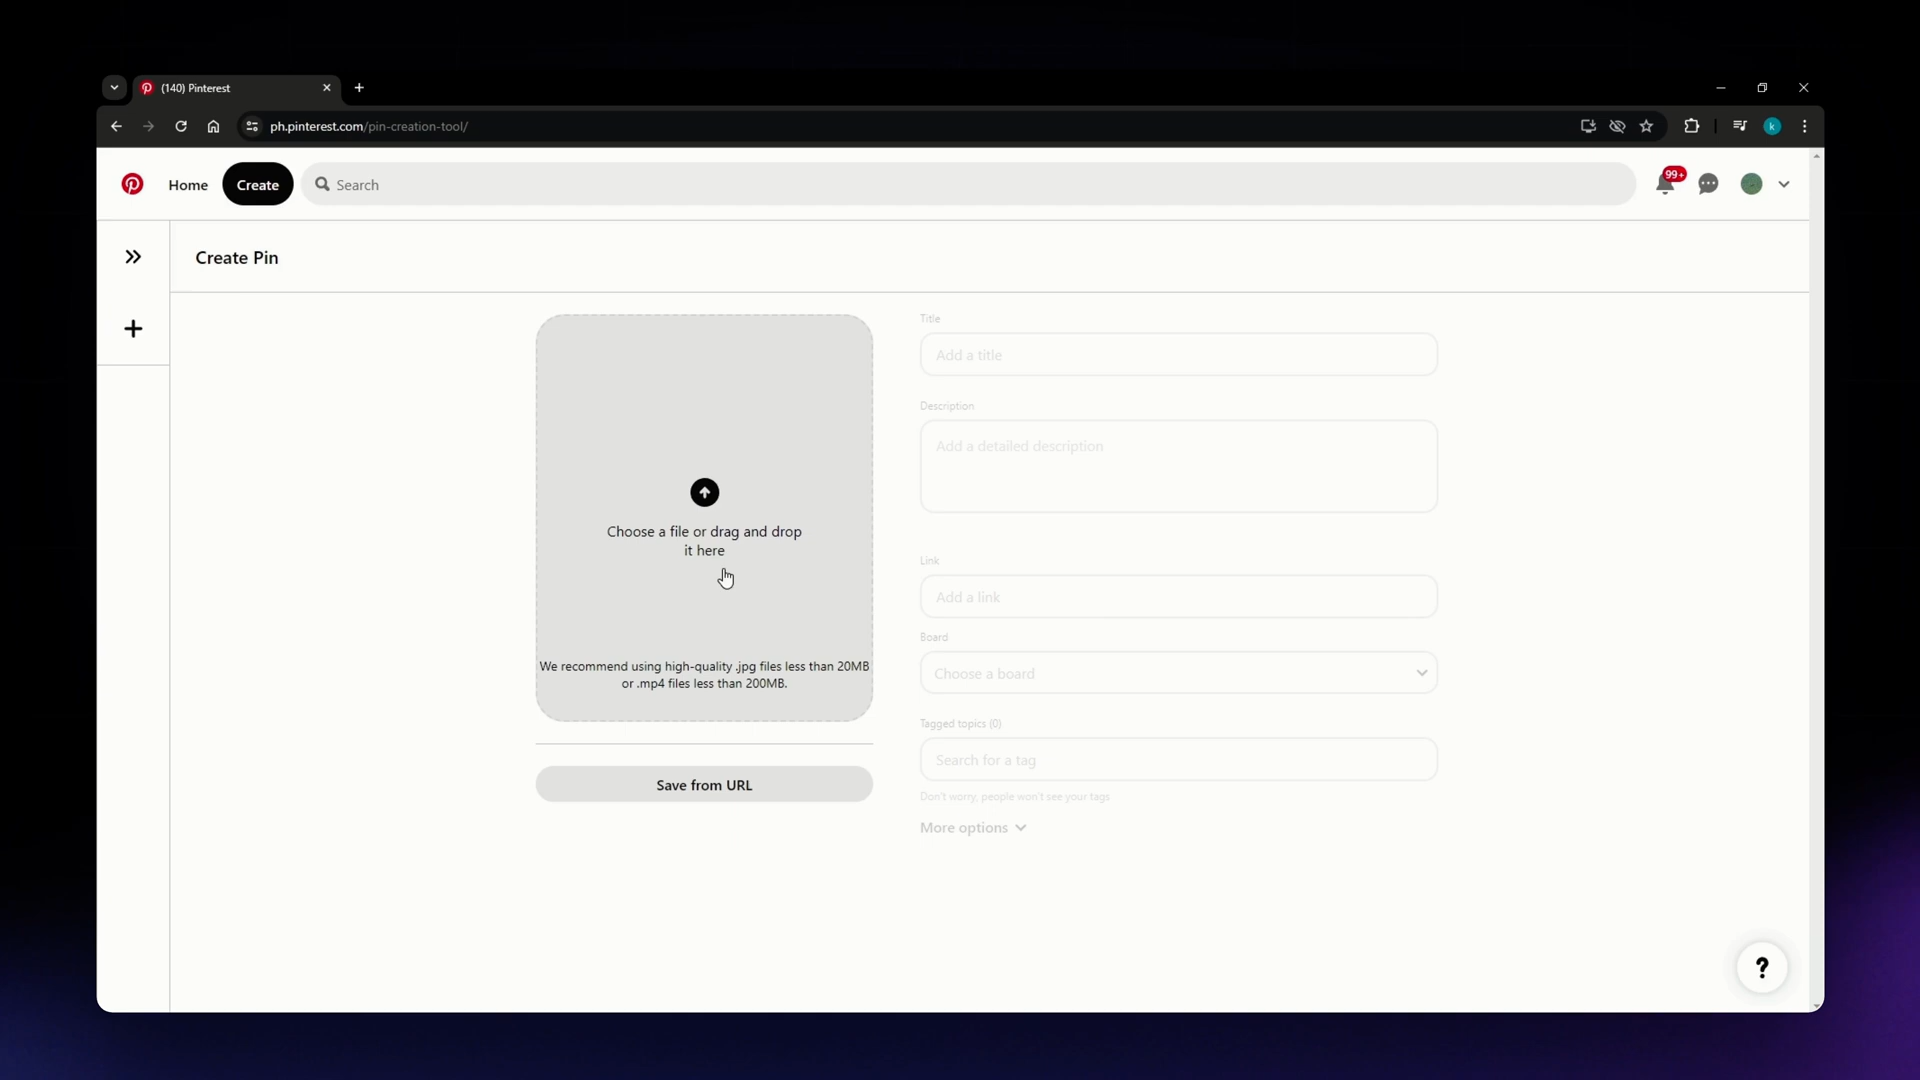 (140) Pinterest
ph.pinterest.com/pin-creation-tool/
k
Home
Create
Search
99+
Create Pin
Choose a file or drag and drop
it here
We recommend using high-quality .jpg files less than 20MB
or .mp4 files less than 200MB.
Save from URL
Title
Add a title
Description
Add a detailed description
Link
Add a link
Board
Choose a board
Tagged topics (0)
Search for a tag
Don't worry, people won't see your tags
More options
?